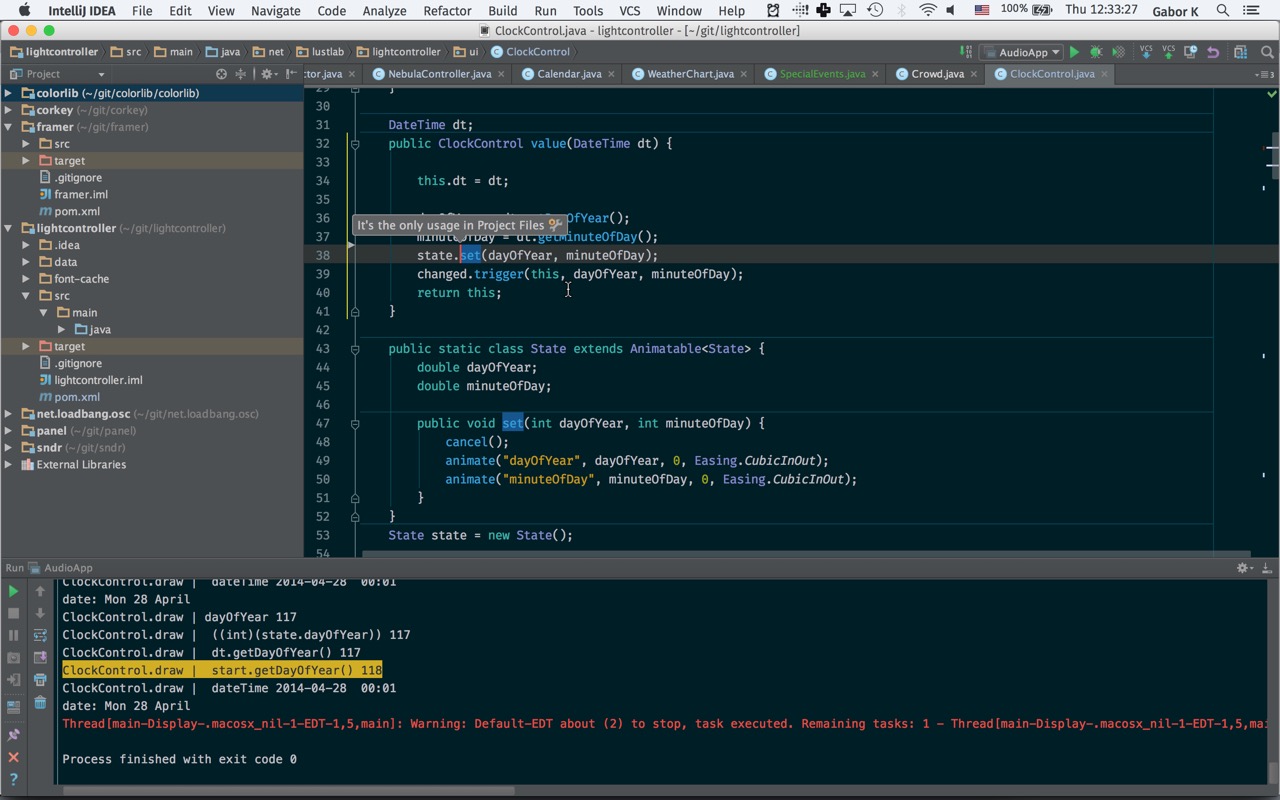 IntelliJ IDEA File Edit View Navigate Code Analyze Refactor Build Run Tools VCS Window Help 100% Thu 12:33:27 Gabor K
ClockControl.java - lightcontroller - [~/git/lightcontroller]
lightcontroller src main java net lustlab lightcontroller ui ClockControl AudioApp VCS VCS
Project tor.java NebulaController.java Calendar.java WeatherChart.java SpecialEvents.java Crowd.java ClockControl.java
colorlib (~/git/colorlib/colorlib)
corkey (~/git/corkey)
framer (~/git/framer)
src
target
.gitignore
framer.iml
pom.xml
lightcontroller (~/git/lightcontroller)
.idea
data
font-cache
src
main
java
target
.gitignore
lightcontroller.iml
pom.xml
net.loadbang.osc (~/git/net.loadbang.osc)
panel (~/git/panel)
sndr (~/git/sndr)
External Libraries
29 }
30
31 DateTime dt;
32 public ClockControl value(DateTime dt) {
33
34 this.dt = dt;
35
36 OfYear();
It's the only usage in Project Files
37 minuteOfDay = dt.getMinuteOfDay();
38 state.set(dayOfYear, minuteOfDay);
39 changed.trigger(this, dayOfYear, minuteOfDay);
40 return this;
41 }
42
43 public static class State extends Animatable<State> {
44 double dayOfYear;
45 double minuteOfDay;
46
47 public void set(int dayOfYear, int minuteOfDay) {
48 cancel();
49 animate("dayOfYear", dayOfYear, 0, Easing.CubicInOut);
50 animate("minuteOfDay", minuteOfDay, 0, Easing.CubicInOut);
51 }
52 }
53 State state = new State();
54
Run AudioApp
ClockControl.draw | dateTime 2014-04-28 00:01
date: Mon 28 April
ClockControl.draw | dayOfYear 117
ClockControl.draw | ((int)(state.dayOfYear)) 117
ClockControl.draw | dt.getDayOfYear() 117
ClockControl.draw | start.getDayOfYear() 118
ClockControl.draw | dateTime 2014-04-28 00:01
date: Mon 28 April
Thread[main-Display-.macosx_nil-1-EDT-1,5,main]: Warning: Default-EDT about (2) to stop, task executed. Remaining tasks: 1 - Thread[main-Display-.macosx_nil-1-EDT-1,5,mai
Process finished with exit code 0